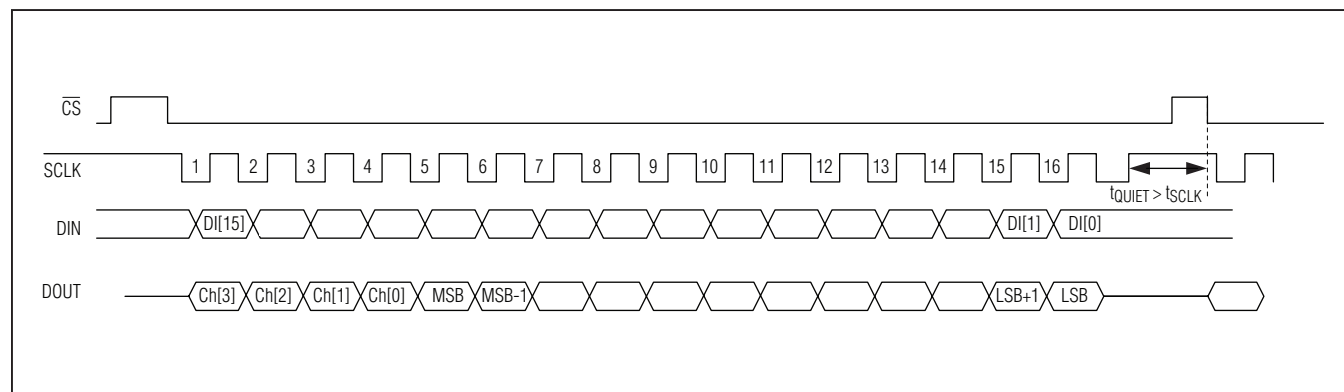 CS
SCLK
1 2 3 4 5 6 7 8 9 10 11 12 13 14 15 16
tQUIET > tSCLK
DIN
DI[15] DI[1] DI[0]
DOUT
Ch[3] Ch[2] Ch[1] Ch[0] MSB MSB-1 LSB+1 LSB